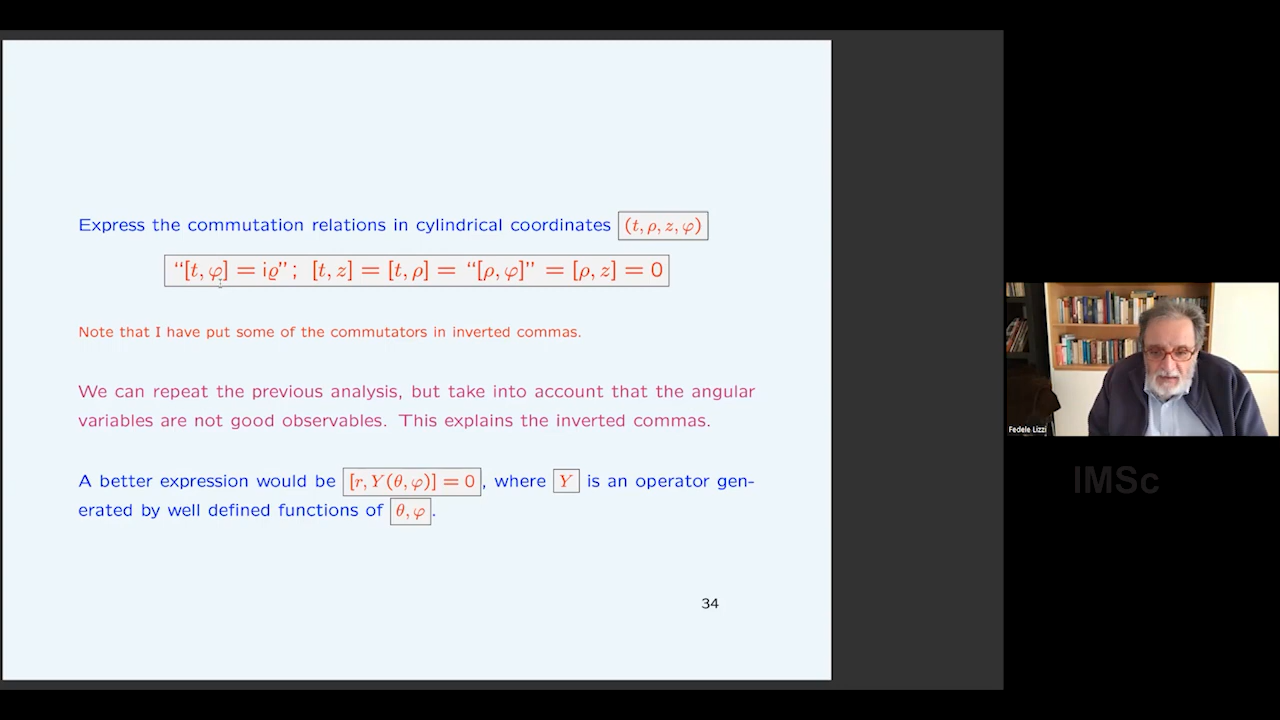 Express the commutation relations in cylindrical coordinates (t, ρ, z, φ)
“[t, φ] = iϱ” ; [t, z] = [t, ρ] = “[ρ, φ]” = [ρ, z] = 0
Note that I have put some of the commutators in inverted commas.
We can repeat the previous analysis, but take into account that the angular
variables are not good observables. This explains the inverted commas.
A better expression would be [r, Y(θ, φ)] = 0 , where Y is an operator gen-
erated by well defined functions of θ, φ .
34
Fedele Lizzi
IMSc